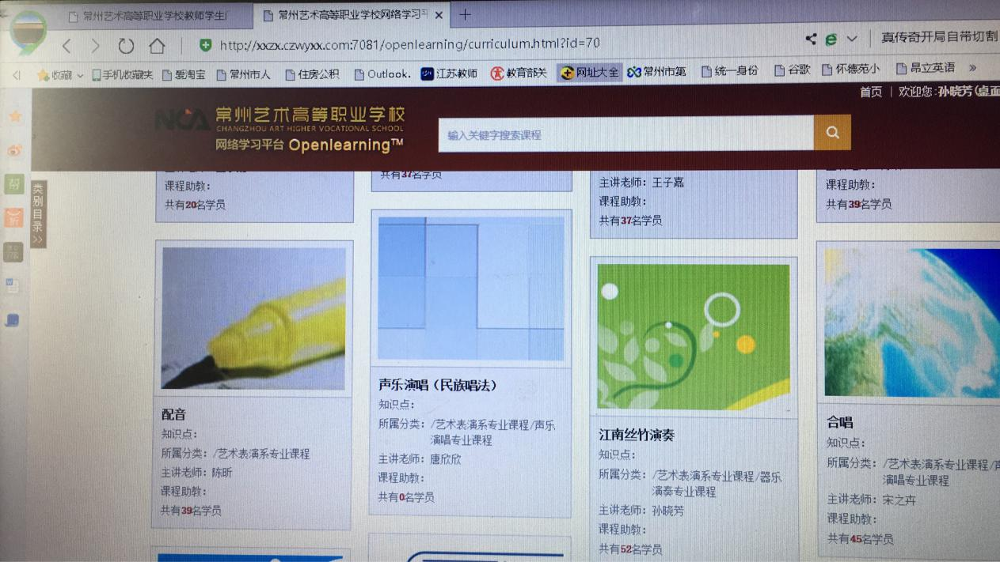 常州艺术高等职业学校教师学生
常州艺术高等职业学校网络学习
http://xxzx.czwyxx.com:7081/openlearning/curriculum.html?id=70
真传奇开局自带切割
收藏 手机收藏夹 爱淘宝 常州市人 住房公积 Outlook. 江苏教师 教育部关 网址大全 常州市第 统一身份 谷歌 怀德苑小 昂立英语 »
首页 | 欢迎您:孙晓芳(桌面
NCA 常州艺术高等职业学校
CHANGZHOU ART HIGHER VOCATIONAL SCHOOL
网络学习平台 Openlearning™
输入关键字搜索课程
类别目录>>
课程助教：
共有20名学员
共有37名学员
主讲老师：王子嘉
课程助教：
共有37名学员
课程助教：
共有39名学员
配音
知识点：
所属分类：/艺术表演系专业课程
主讲老师：陈昕
课程助教：
共有39名学员
声乐演唱（民族唱法）
知识点：
所属分类：/艺术表演系专业课程/声乐
演唱专业课程
主讲老师：唐欣欣
课程助教：
共有0名学员
江南丝竹演奏
知识点：
所属分类：/艺术表演系专业课程/器乐
演奏专业课程
主讲老师：孙晓芳
课程助教：
共有52名学员
合唱
知识点：
所属分类：/艺术表演系专业课程/声
演唱专业课程
主讲老师：宋之卉
课程助教：
共有45名学员